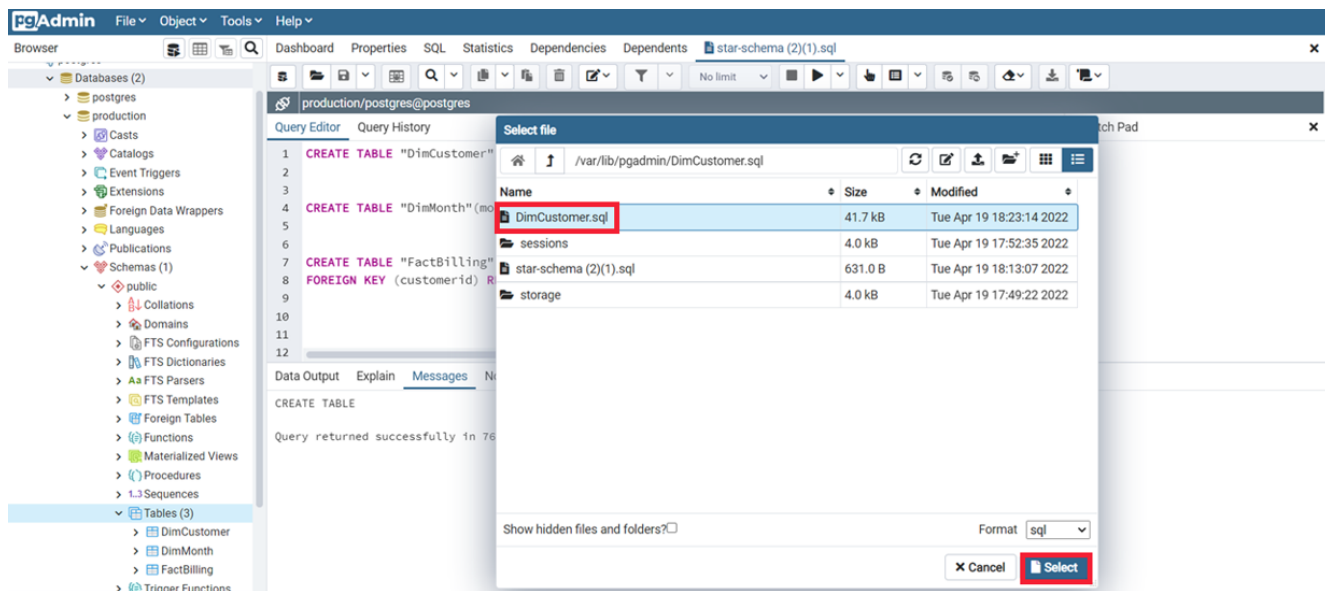 pgAdmin File Object Tools Help
Browser
Dashboard Properties SQL Statistics Dependencies Dependents star-schema (2)(1).sql
Databases (2)
No limit
postgres
production/postgres@postgres
production
Casts
Catalogs
Event Triggers
Extensions
Foreign Data Wrappers
Languages
Publications
Schemas (1)
public
Collations
Domains
FTS Configurations
FTS Dictionaries
FTS Parsers
FTS Templates
Foreign Tables
Functions
Materialized Views
Procedures
1..3 Sequences
Tables (3)
DimCustomer
DimMonth
FactBilling
Trigger Functions
Query Editor Query History
1 CREATE TABLE "DimCustomer"
2
3
4 CREATE TABLE "DimMonth"(mo
5
6
7 CREATE TABLE "FactBilling"
8 FOREIGN KEY (customerid) R
9
10
11
12
Data Output Explain Messages
CREATE TABLE
Query returned successfully in 76
Select file
/var/lib/pgadmin/DimCustomer.sql
Name Size Modified
DimCustomer.sql 41.7 kB Tue Apr 19 18:23:14 2022
sessions 4.0 kB Tue Apr 19 17:52:35 2022
star-schema (2)(1).sql 631.0 B Tue Apr 19 18:13:07 2022
storage 4.0 kB Tue Apr 19 17:49:22 2022
Show hidden files and folders? Format sql
Cancel Select
Pad